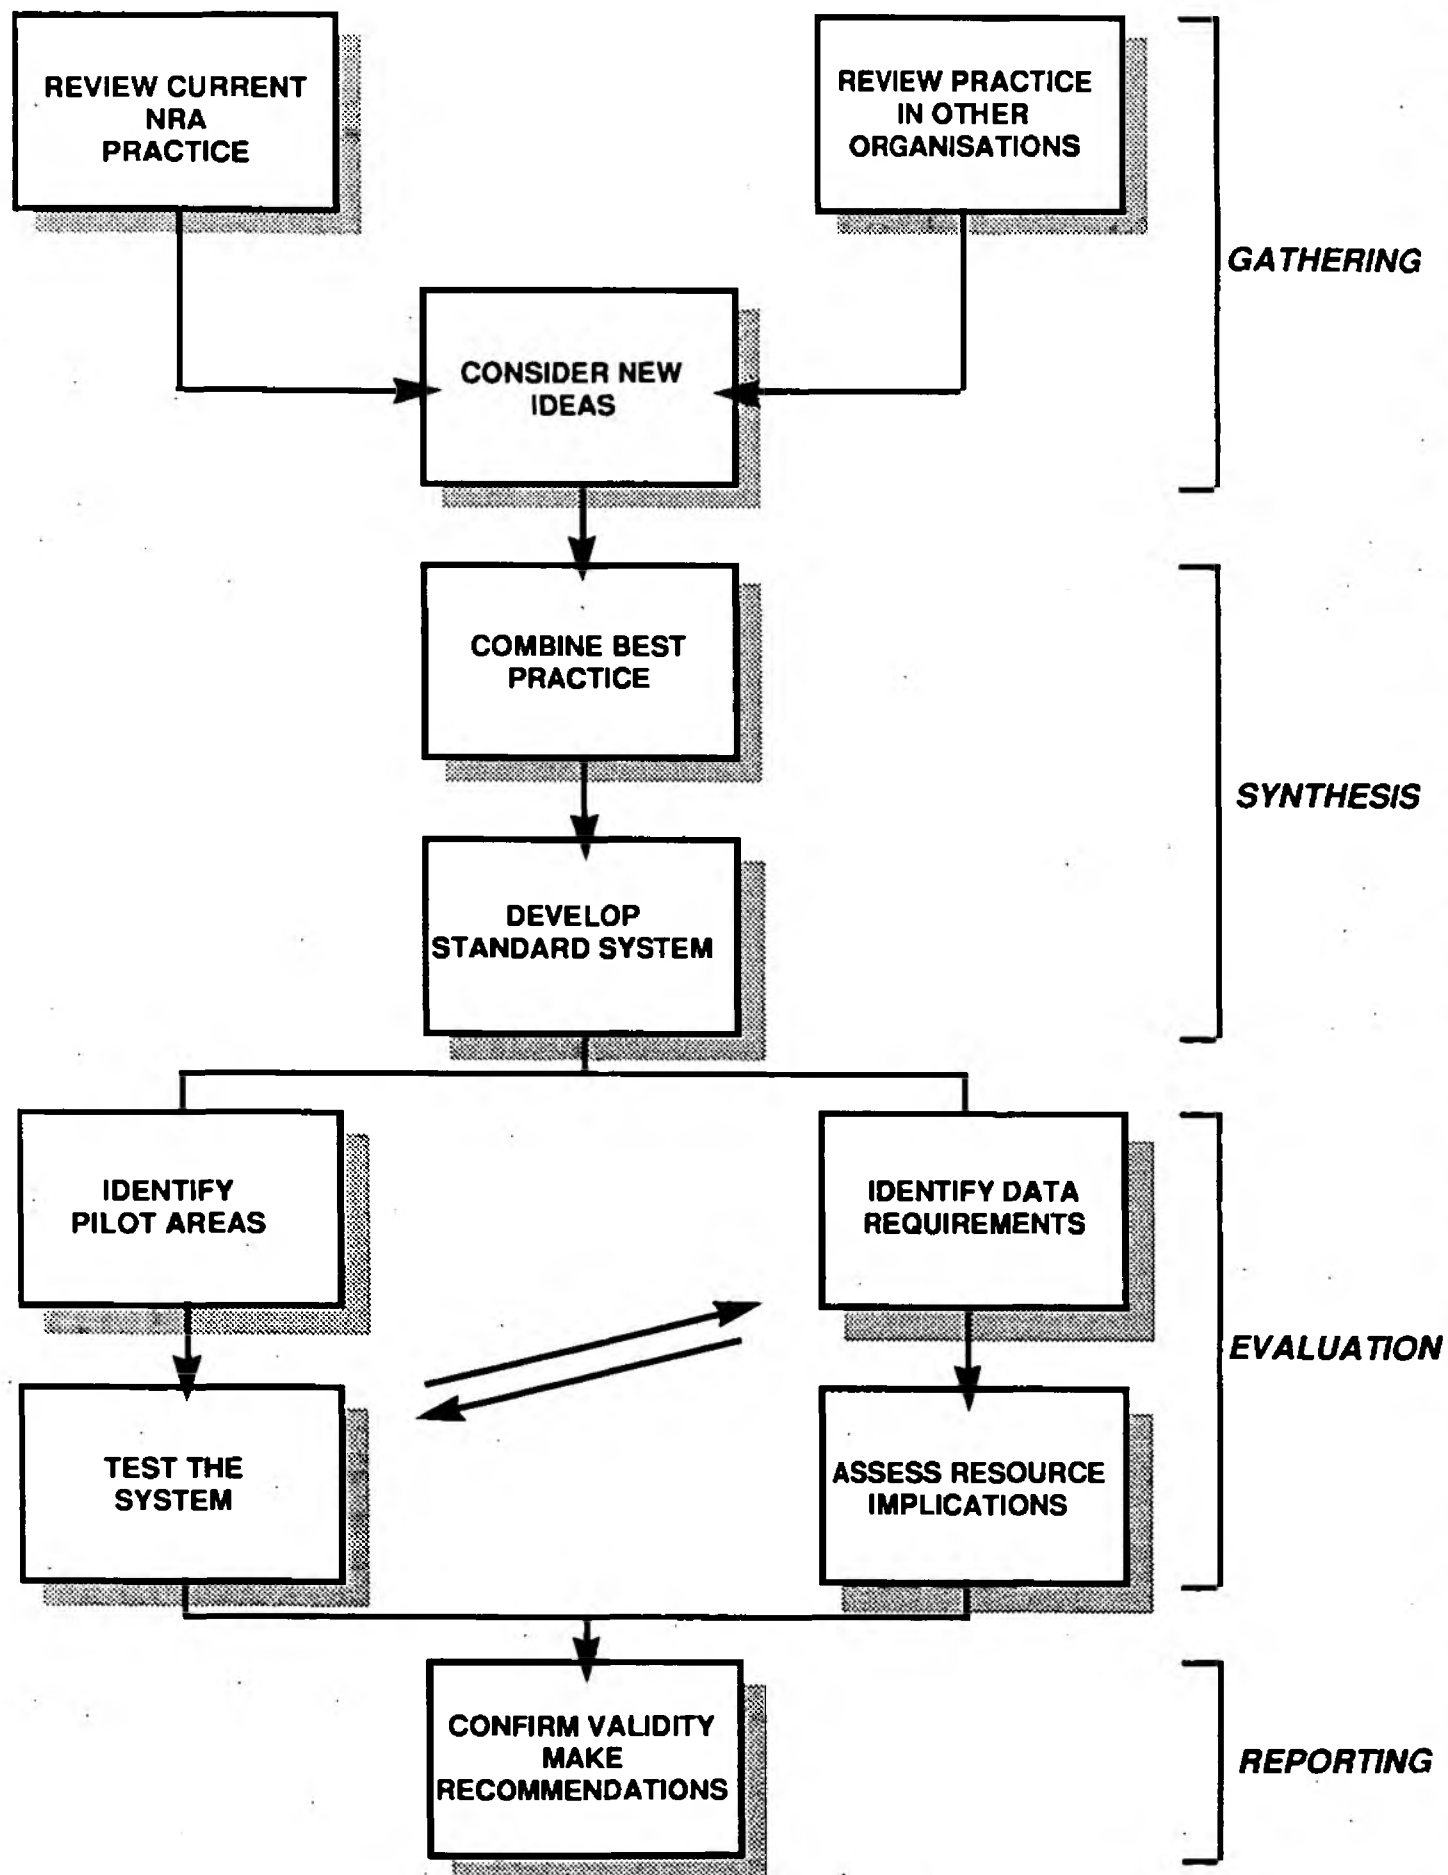 REVIEW CURRENT
NRA
PRACTICE
REVIEW PRACTICE
IN OTHER
ORGANISATIONS
GATHERING
CONSIDER NEW
IDEAS
COMBINE BEST
PRACTICE
SYNTHESIS
DEVELOP
STANDARD SYSTEM
IDENTIFY
PILOT AREAS
IDENTIFY DATA
REQUIREMENTS
EVALUATION
TEST THE
SYSTEM
ASSESS RESOURCE
IMPLICATIONS
CONFIRM VALIDITY
MAKE
RECOMMENDATIONS
REPORTING